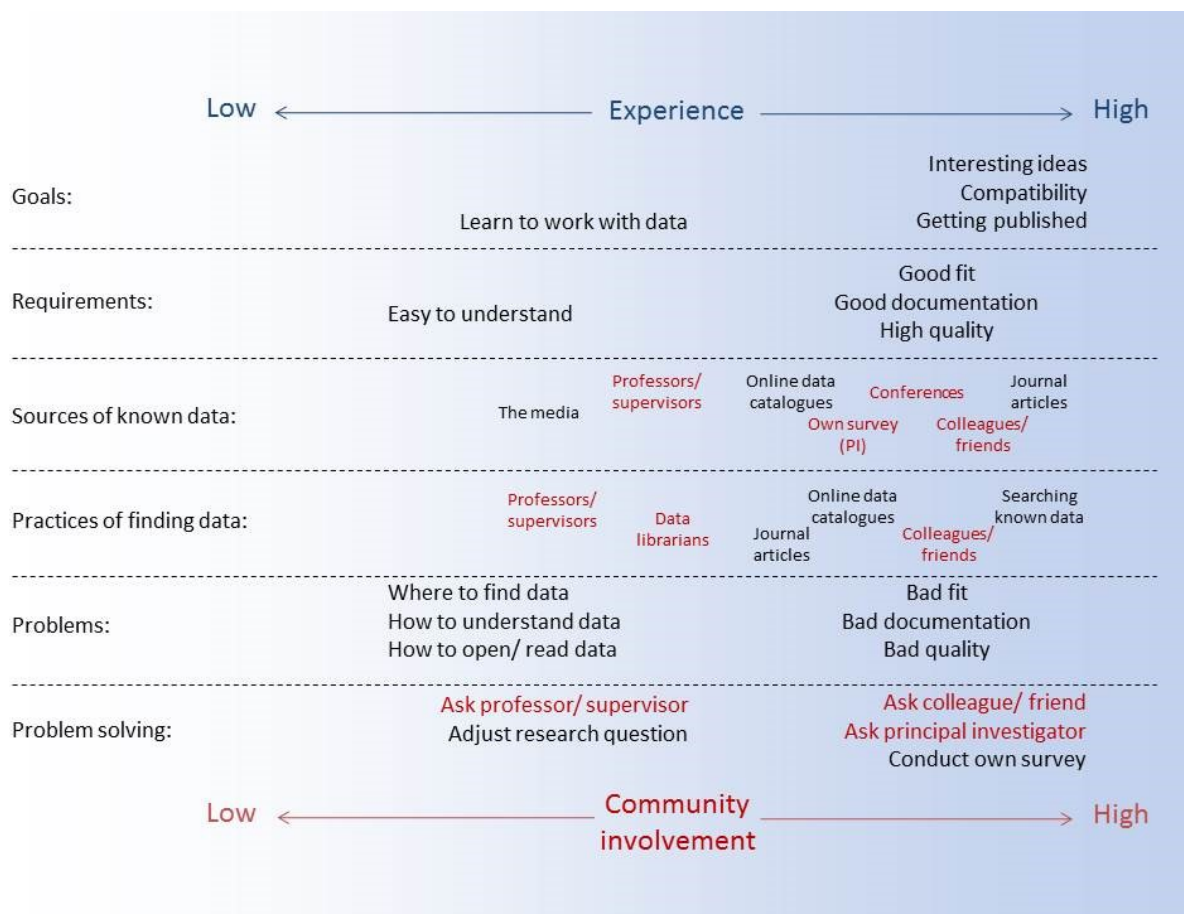 Low Experience High
Goals:
Interesting ideas
Compatibility
Learn to work with data
Getting published
Requirements:
Good fit
Easy to understand
Good documentation
High quality
Sources of known data:
The media
Professors/
supervisors
Online data
catalogues
Own survey
(PI)
Conferences
Colleagues/
friends
Journal
articles
Practices of finding data:
Professors/
supervisors
Data
librarians
Journal
articles
Online data
catalogues
Colleagues/
friends
Searching
known data
Problems:
Where to find data
How to understand data
How to open/ read data
Bad fit
Bad documentation
Bad quality
Problem solving:
Ask professor/ supervisor
Adjust research question
Ask colleague/ friend
Ask principal investigator
Conduct own survey
Low Community High
involvement